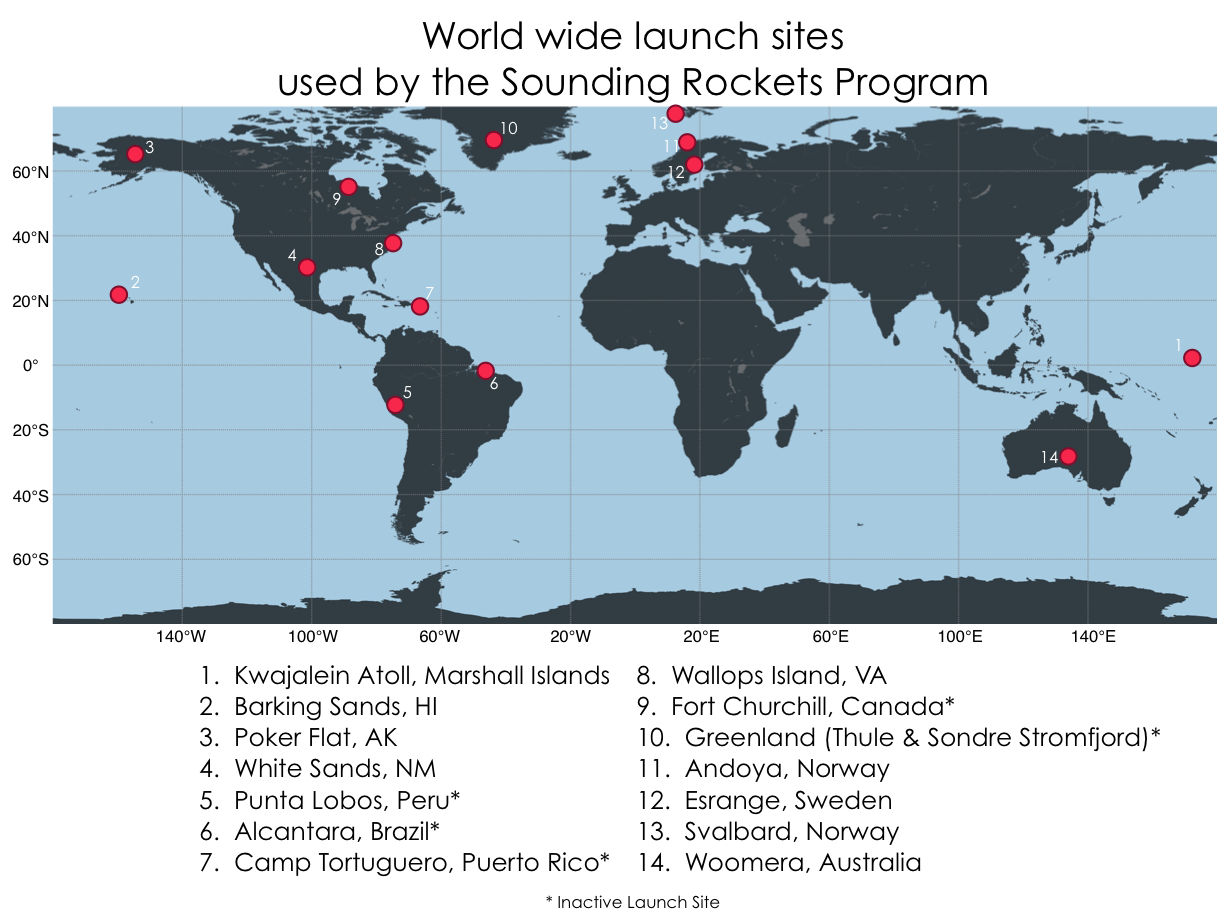 World wide launch sites
used by the Sounding Rockets Program
13
10
3
11
12
60°N
9
8
40°N
4
2
7
20°N
1
0°
6
5
20°S
14
40°S
60°S
140°W 100°W 60°W 20°W 20°E 60°E 100°E 140°E
1. Kwajalein Atoll, Marshall Islands
2. Barking Sands, HI
3. Poker Flat, AK
4. White Sands, NM
5. Punta Lobos, Peru*
6. Alcantara, Brazil*
7. Camp Tortuguero, Puerto Rico*
8. Wallops Island, VA
9. Fort Churchill, Canada*
10. Greenland (Thule & Sondre Stromfjord)*
11. Andoya, Norway
12. Esrange, Sweden
13. Svalbard, Norway
14. Woomera, Australia
* Inactive Launch Site